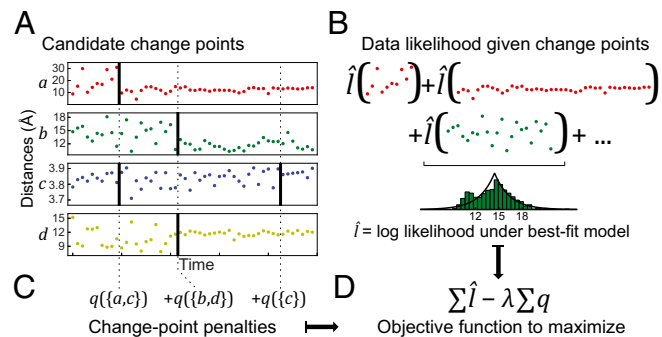 A
Candidate change points
Distances (Å)
a
30
20
10
b
18
15
12
c
3.9
3.8
3.7
d
15
12
9
Time
B
Data likelihood given change points
l̂( ) + l̂( )
+ l̂( ) + ...
12 15 18
l̂ = log likelihood under best-fit model
C
q({a,c}) +q({b,d}) +q({c})
Change-point penalties
D
∑l̂ − λ∑q
Objective function to maximize